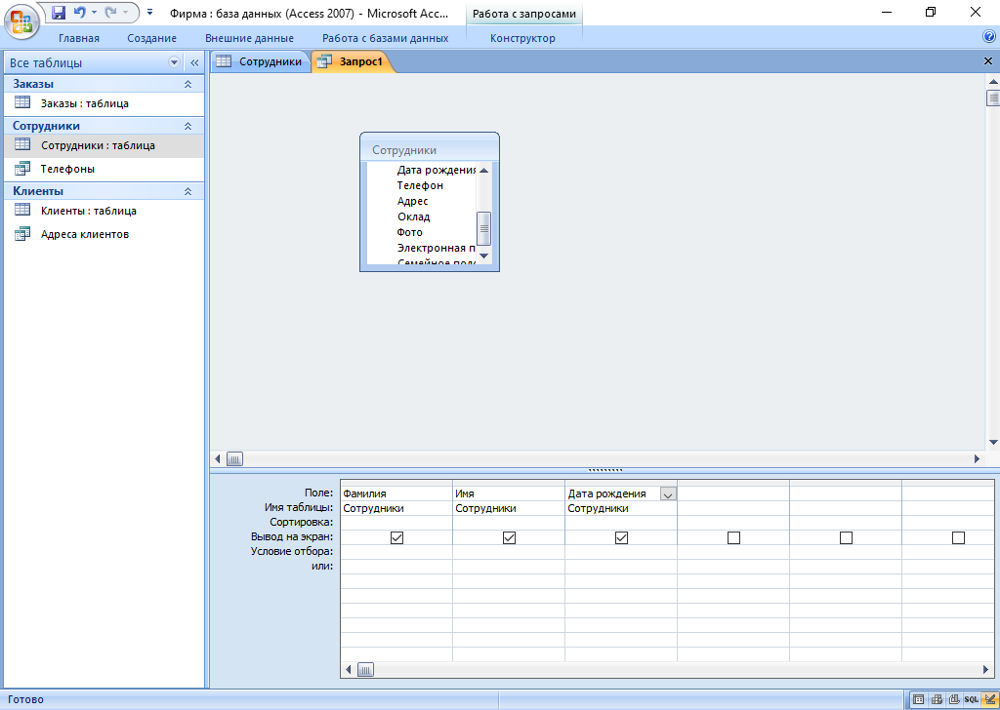 Фирма : база данных (Access 2007) - Microsoft Acc...
Работа с запросами
Главная
Создание
Внешние данные
Работа с базами данных
Конструктор
Все таблицы
Заказы
Заказы : таблица
Сотрудники
Сотрудники : таблица
Телефоны
Клиенты
Клиенты : таблица
Адреса клиентов
Сотрудники
Запрос1
Сотрудники
Дата рождения
Телефон
Адрес
Оклад
Фото
Электронная п
Семейное поло
Поле: Фамилия Имя Дата рождения
Имя таблицы: Сотрудники Сотрудники Сотрудники
Сортировка:
Вывод на экран:
Условие отбора:
или:
Готово
SQL